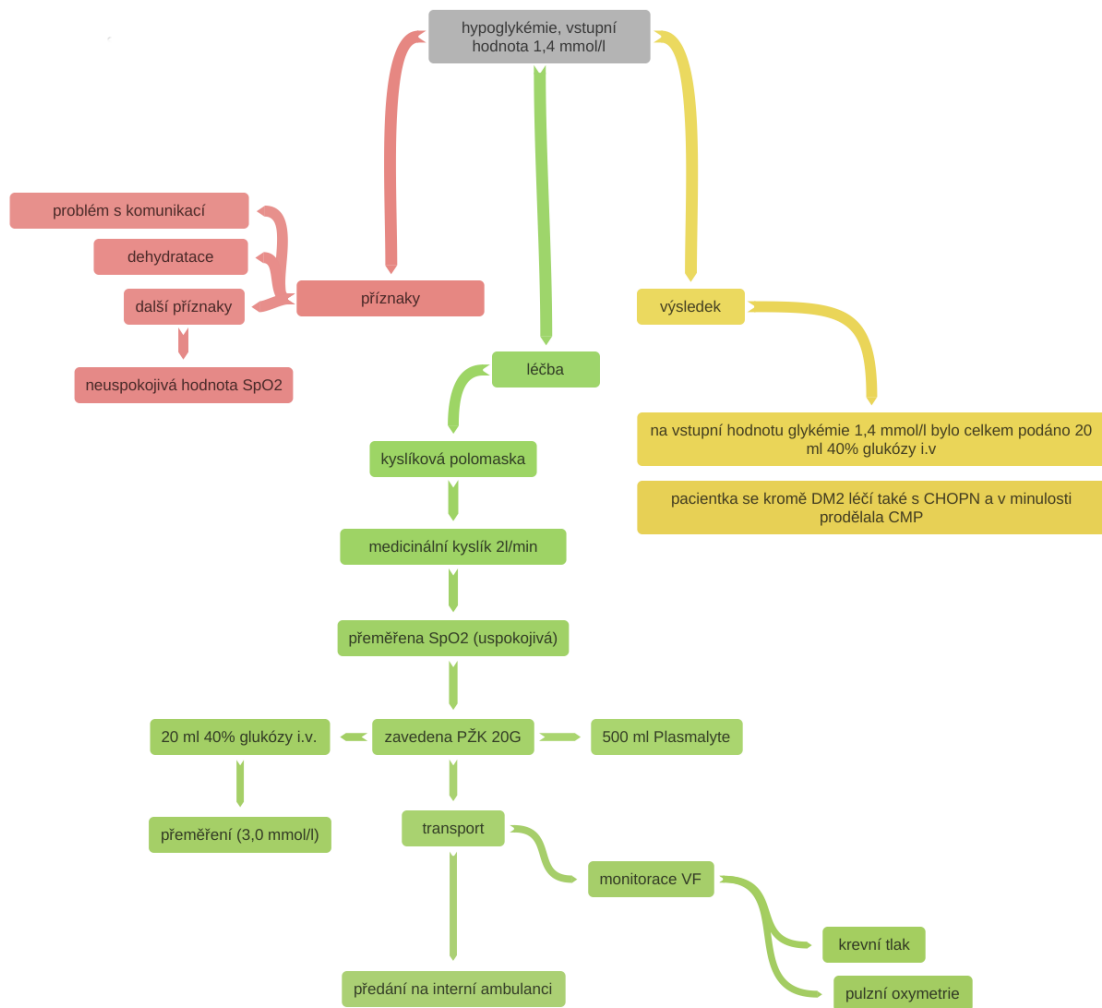 hypoglykémie, vstupní
hodnota 1,4 mmol/l
problém s komunikací
dehydratace
další příznaky
příznaky
neuspokojivá hodnota SpO2
výsledek
na vstupní hodnotu glykémie 1,4 mmol/l bylo celkem podáno 20
ml 40% glukózy i.v
pacientka se kromě DM2 léčí také s CHOPN a v minulosti
prodělala CMP
léčba
kyslíková polomaska
medicinální kyslík 2l/min
přeměřena SpO2 (uspokojivá)
20 ml 40% glukózy i.v.
zavedena PŽK 20G
500 ml Plasmalyte
přeměření (3,0 mmol/l)
transport
monitorace VF
krevní tlak
pulzní oxymetrie
předání na interní ambulanci